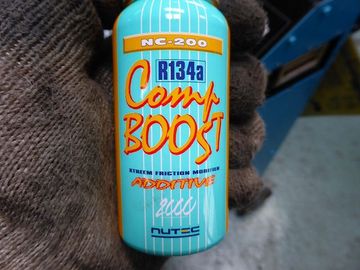 NC-200
R134a
Comp
BOOST
XTREEM FRICTION MODIFIER
ADDITIVE
2000
NUTEC